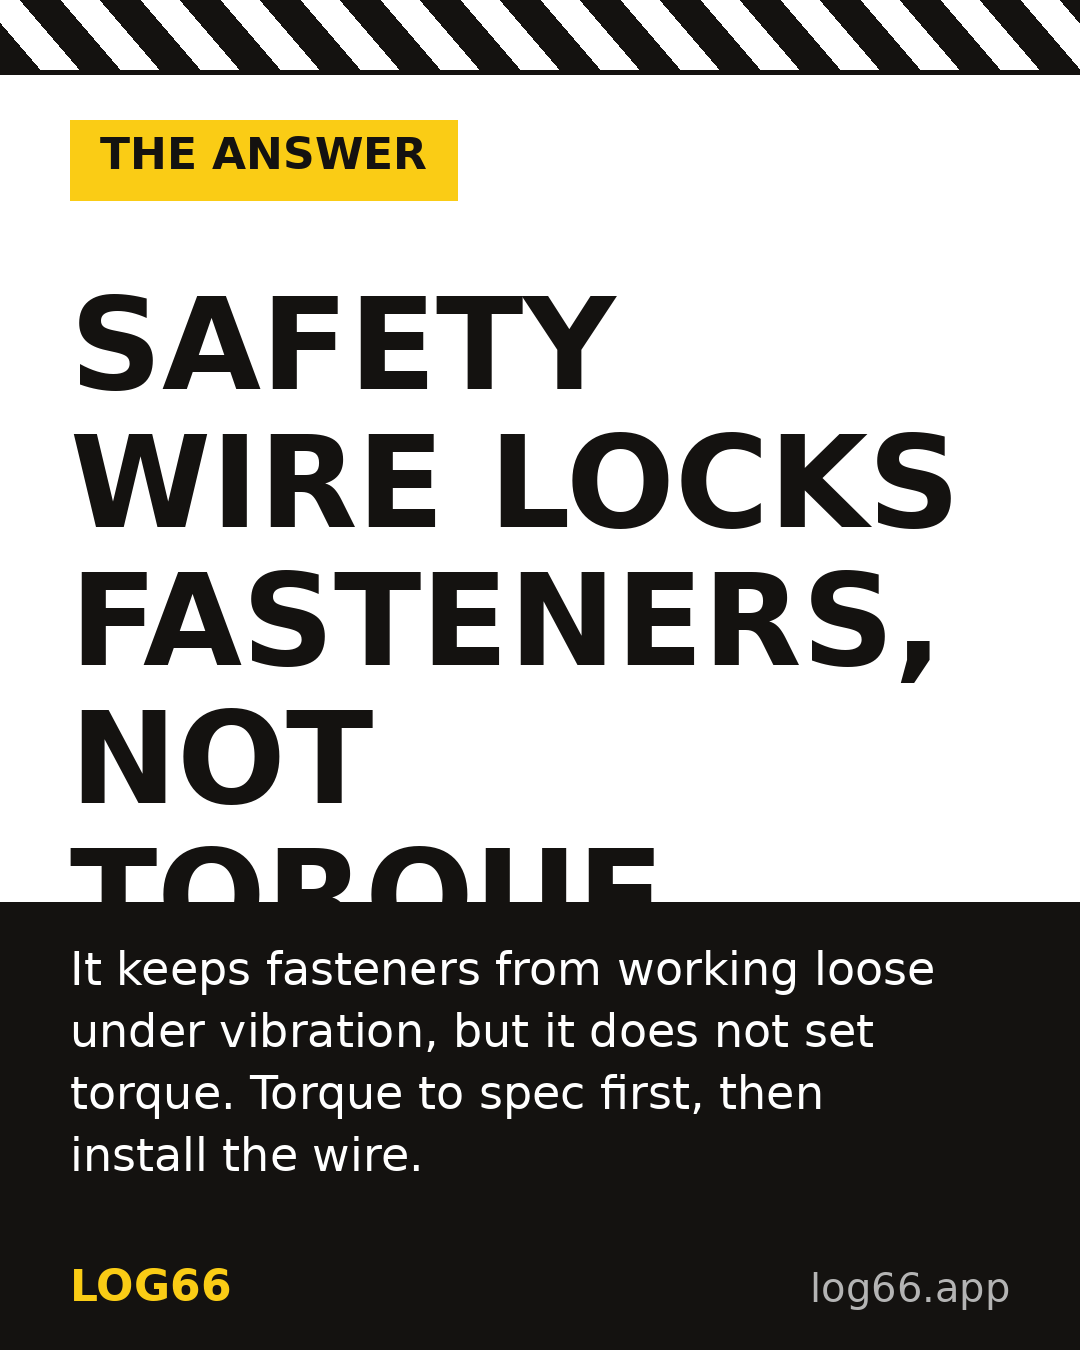 THE ANSWER
SAFETY
WIRE LOCKS
FASTENERS,
NOT
TORQUE
It keeps fasteners from working loose
under vibration, but it does not set
torque. Torque to spec first, then
install the wire.
LOG66
log66.app